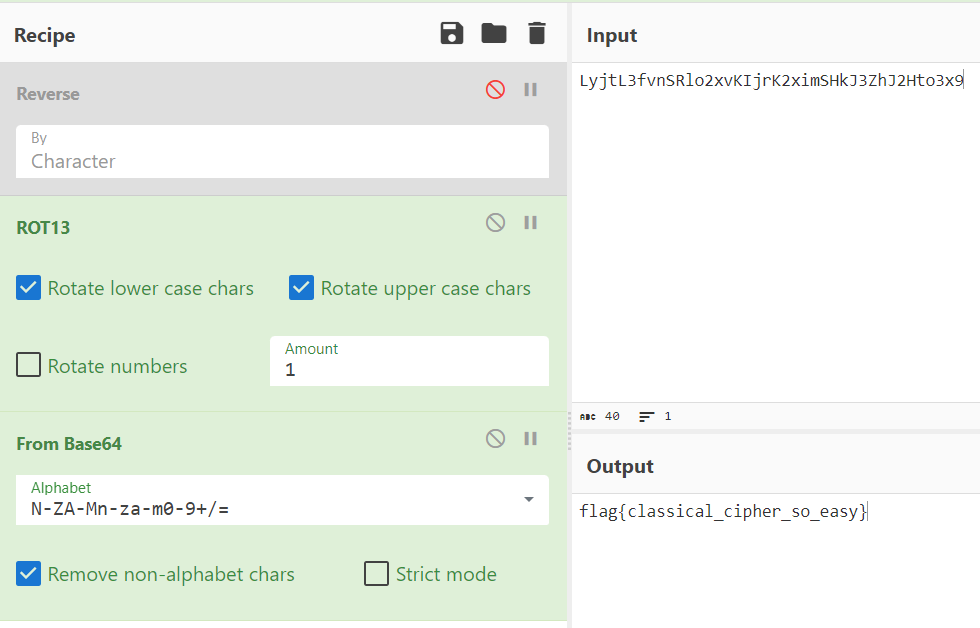 Recipe
Reverse
By
Character
ROT13
Rotate lower case chars
Rotate upper case chars
Rotate numbers
Amount
1
From Base64
Alphabet
N-ZA-Mn-za-m0-9+/=
Remove non-alphabet chars
Strict mode
Input
LyjtL3fvnSRlo2xvKIjrK2ximSHkJ3ZhJ2Hto3x9
ABC 40 1
Output
flag{classical_cipher_so_easy}